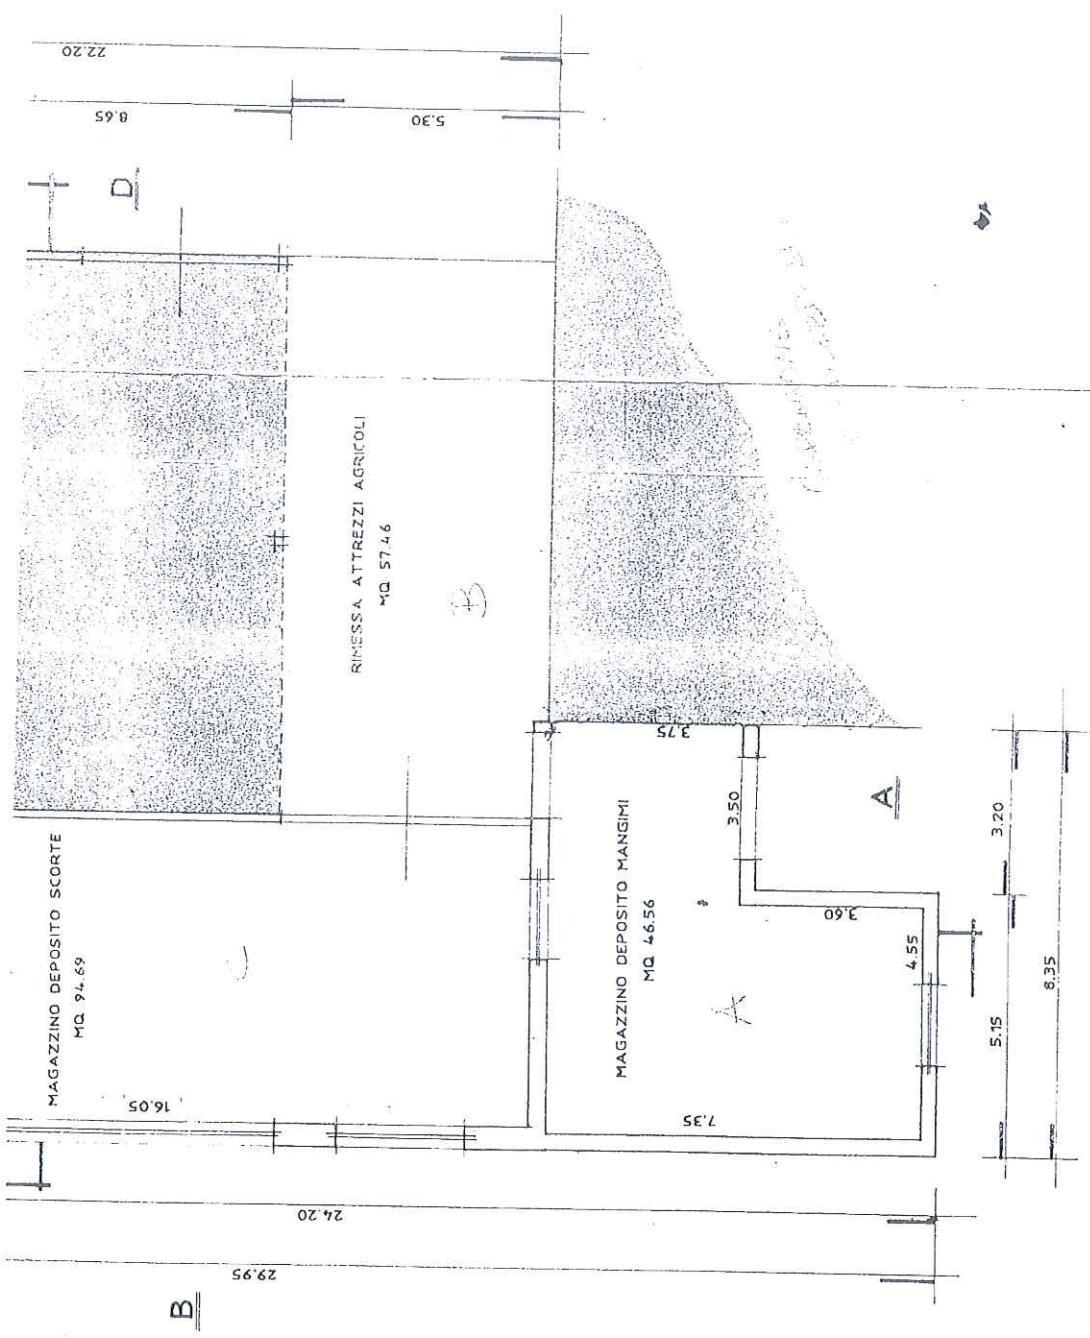 22.20
8.65
5.30
D
RIMESSA ATTREZZI AGRICOLI
MQ 57.46
B
3.75
MAGAZZINO DEPOSITO SCORTE
MQ 94.69
MAGAZZINO DEPOSITO MANGIMI
MQ 46.56
A
3.50
3.60
4.55
A
3.20
5.15
8.35
16.05
7.35
24.20
29.95
B